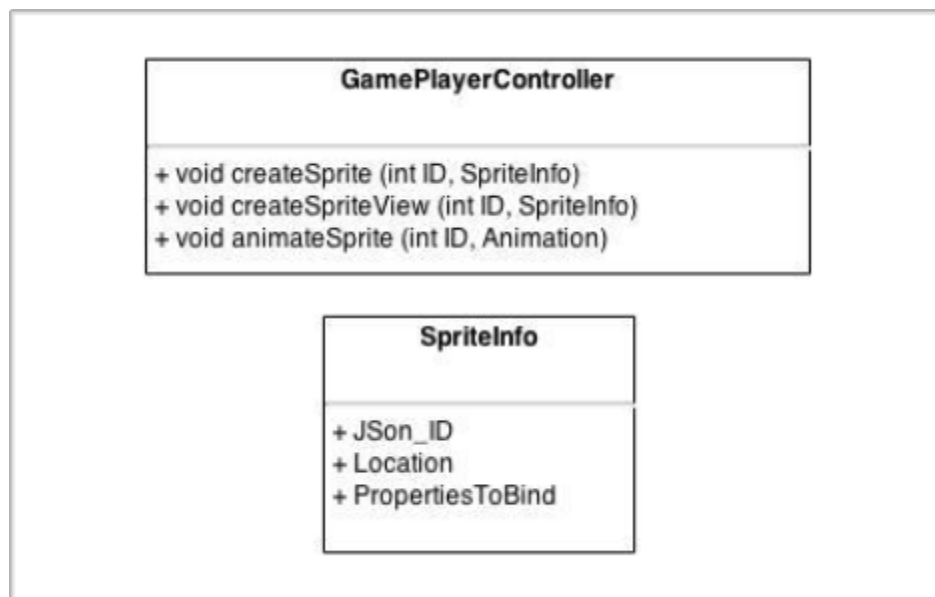 GamePlayerController
+ void createSprite (int ID, SpriteInfo)
+ void createSpriteView (int ID, SpriteInfo)
+ void animateSprite (int ID, Animation)
SpriteInfo
+ JSon_ID
+ Location
+ PropertiesToBind